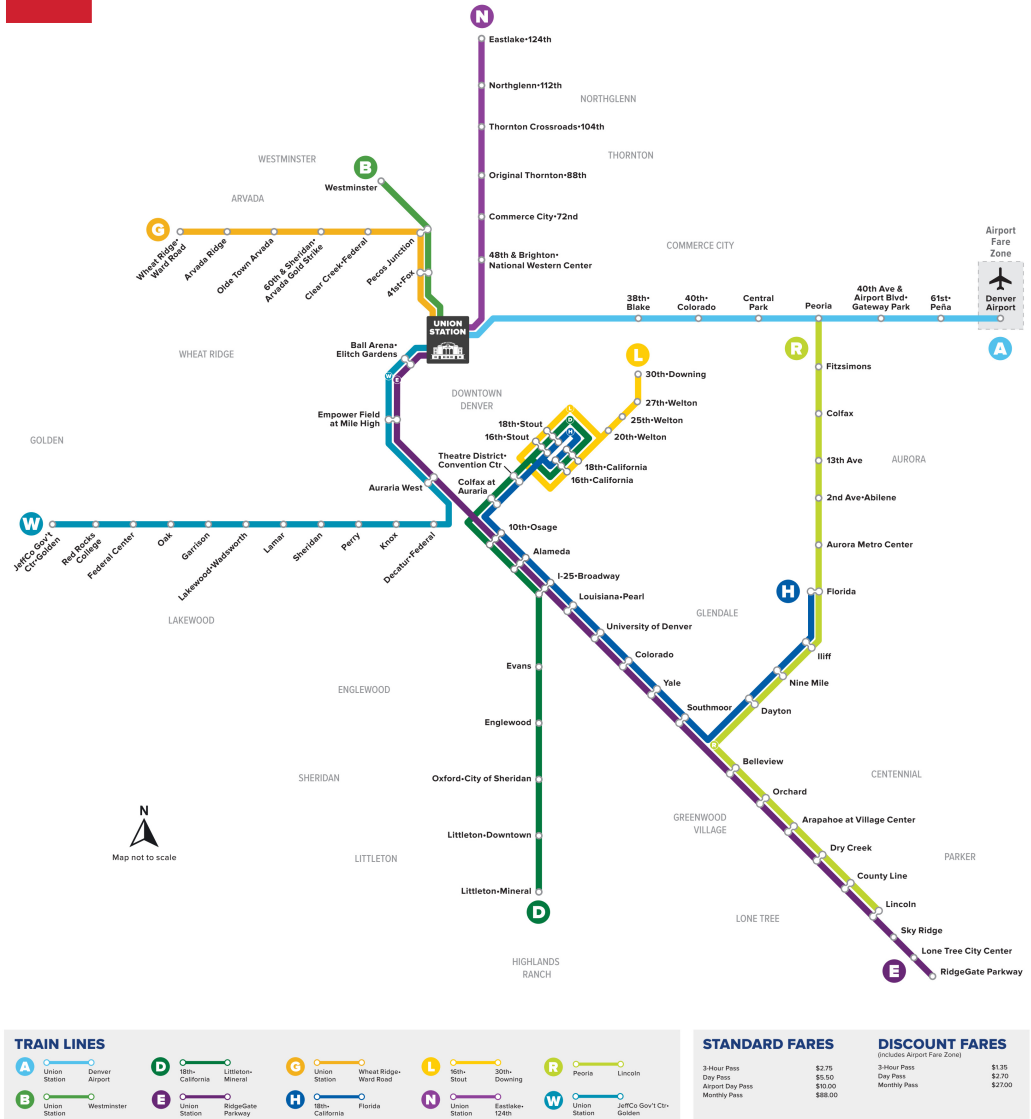 N
Eastlake•124th
Northglenn•112th
NORTHGLENN
Thornton Crossroads•104th
THORNTON
WESTMINSTER
B
Westminster
Original Thornton•88th
ARVADA
Commerce City•72nd
G
Wheat Ridge•
Ward Road
Arvada Ridge
Olde Town Arvada
60th & Sheridan•
Arvada Gold Strike
Clear Creek•Federal
Pecos Junction
41st•Fox
48th & Brighton•
National Western Center
COMMERCE CITY
Airport
Fare
Zone
38th•
Blake
40th•
Colorado
Central
Park
Peoria
40th Ave &
Airport Blvd•
Gateway Park
61st•
Peña
Denver
Airport
UNION
STATION
A
R
L
Ball Arena•
Elitch Gardens
WHEAT RIDGE
W
E
30th•Downing
Fitzsimons
DOWNTOWN
DENVER
27th•Welton
L
D
H
25th•Welton
Colfax
Empower Field
at Mile High
18th•Stout
16th•Stout
20th•Welton
GOLDEN
Theatre District•
Convention Ctr
18th•California
16th•California
13th Ave
AURORA
Auraria West
Colfax at
Auraria
2nd Ave•Abilene
W
JeffCo Gov't
Ctr•Golden
Red Rocks
College
Federal Center
Oak
Garrison
Lakewood•Wadsworth
Lamar
Sheridan
Perry
Knox
Decatur•Federal
10th•Osage
Alameda
Aurora Metro Center
I-25•Broadway
H
Florida
Louisiana•Pearl
GLENDALE
LAKEWOOD
University of Denver
Iliff
Evans
Colorado
Nine Mile
ENGLEWOOD
Yale
Southmoor
Dayton
Englewood
R
Belleview
SHERIDAN
Oxford•City of Sheridan
CENTENNIAL
Orchard
N
GREENWOOD
VILLAGE
Arapahoe at Village Center
Littleton•Downtown
Map not to scale
LITTLETON
Dry Creek
PARKER
County Line
Littleton•Mineral
Lincoln
D
LONE TREE
Sky Ridge
Lone Tree City Center
HIGHLANDS
RANCH
E
RidgeGate Parkway
TRAIN LINES
A
Union
Station
Denver
Airport
D
18th•
California
Littleton•
Mineral
G
Union
Station
Wheat Ridge•
Ward Road
L
16th•
Stout
30th•
Downing
R
Peoria
Lincoln
B
Union
Station
Westminster
E
Union
Station
RidgeGate
Parkway
H
18th•
California
Florida
N
Union
Station
Eastlake•
124th
W
Union
Station
JeffCo Gov't Ctr•
Golden
STANDARD FARES
3-Hour Pass $2.75
Day Pass $5.50
Airport Day Pass $10.00
Monthly Pass $88.00
DISCOUNT FARES
(includes Airport Fare Zone)
3-Hour Pass $1.35
Day Pass $2.70
Monthly Pass $27.00